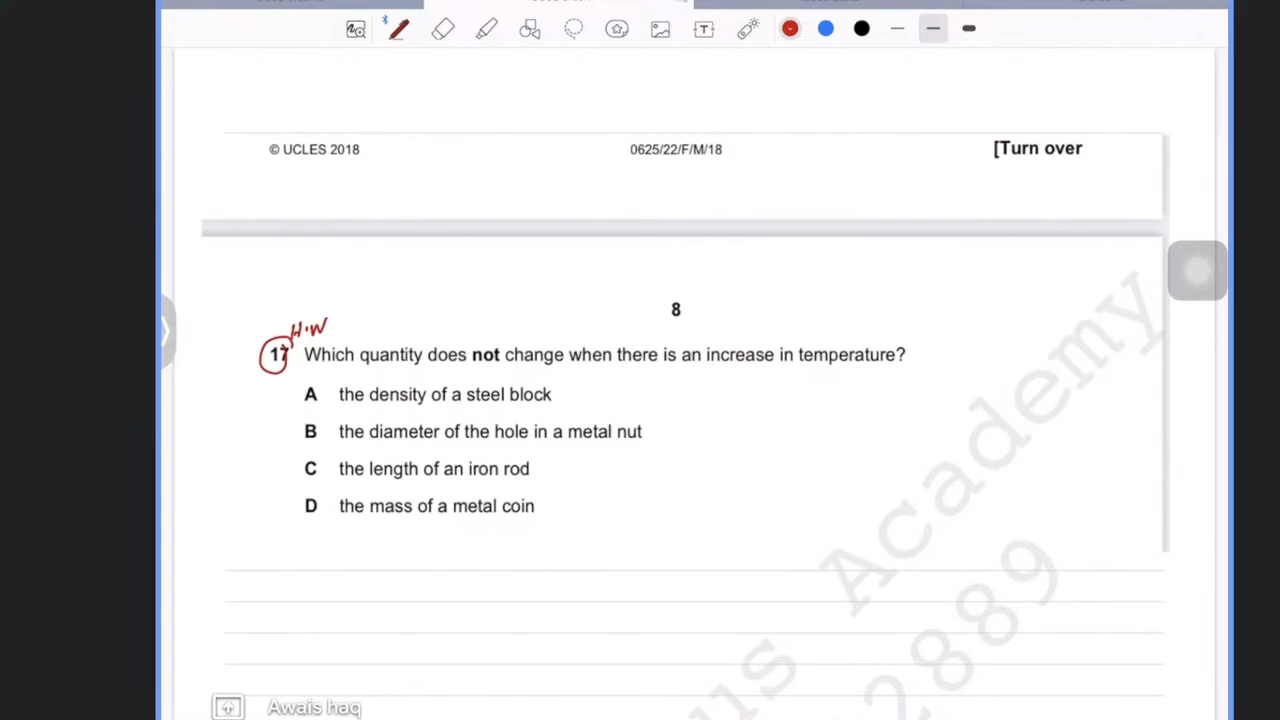 © UCLES 2018 0625/22/F/M/18 [Turn over
8
H.W
17 Which quantity does not change when there is an increase in temperature?
A the density of a steel block
B the diameter of the hole in a metal nut
C the length of an iron rod
D the mass of a metal coin
Academy
2889
Awais haq